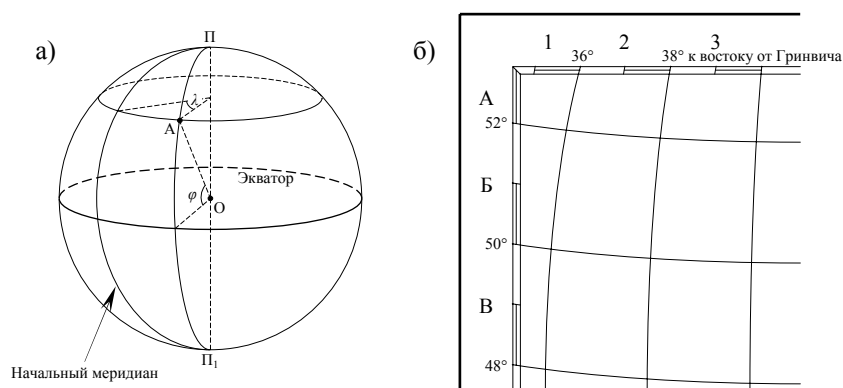 а)
П
λ
А
Экватор
φ
О
Начальный меридиан
П₁
б)
1 2 3
36° 38° к востоку от Гринвича
А
52°
Б
50°
В
48°